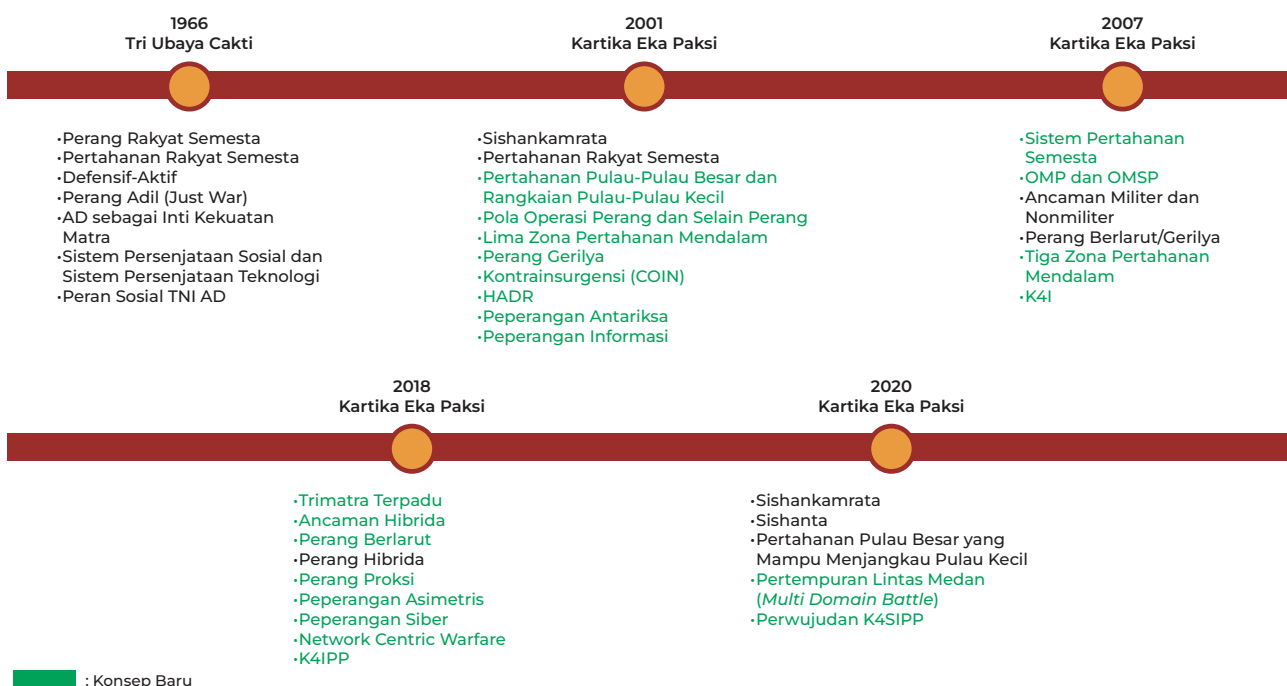 1966
Tri Ubaya Cakti
•Perang Rakyat Semesta
•Pertahanan Rakyat Semesta
•Defensif-Aktif
•Perang Adil (Just War)
•AD sebagai Inti Kekuatan
Matra
•Sistem Persenjataan Sosial dan
Sistem Persenjataan Teknologi
•Peran Sosial TNI AD
2001
Kartika Eka Paksi
•Sishankamrata
•Pertahanan Rakyat Semesta
•Pertahanan Pulau-Pulau Besar dan
Rangkaian Pulau-Pulau Kecil
•Pola Operasi Perang dan Selain Perang
•Lima Zona Pertahanan Mendalam
•Perang Gerilya
•Kontrainsurgensi (COIN)
•HADR
•Peperangan Antariksa
•Peperangan Informasi
2007
Kartika Eka Paksi
•Sistem Pertahanan
Semesta
•OMP dan OMSP
•Ancaman Militer dan
Nonmiliter
•Perang Berlarut/Gerilya
•Tiga Zona Pertahanan
Mendalam
•K4I
2018
Kartika Eka Paksi
•Trimatra Terpadu
•Ancaman Hibrida
•Perang Berlarut
•Perang Hibrida
•Perang Proksi
•Peperangan Asimetris
•Peperangan Siber
•Network Centric Warfare
•K4IPP
2020
Kartika Eka Paksi
•Sishankamrata
•Sishanta
•Pertahanan Pulau Besar yang
Mampu Menjangkau Pulau Kecil
•Pertempuran Lintas Medan
(Multi Domain Battle)
•Perwujudan K4SIPP
: Konsep Baru